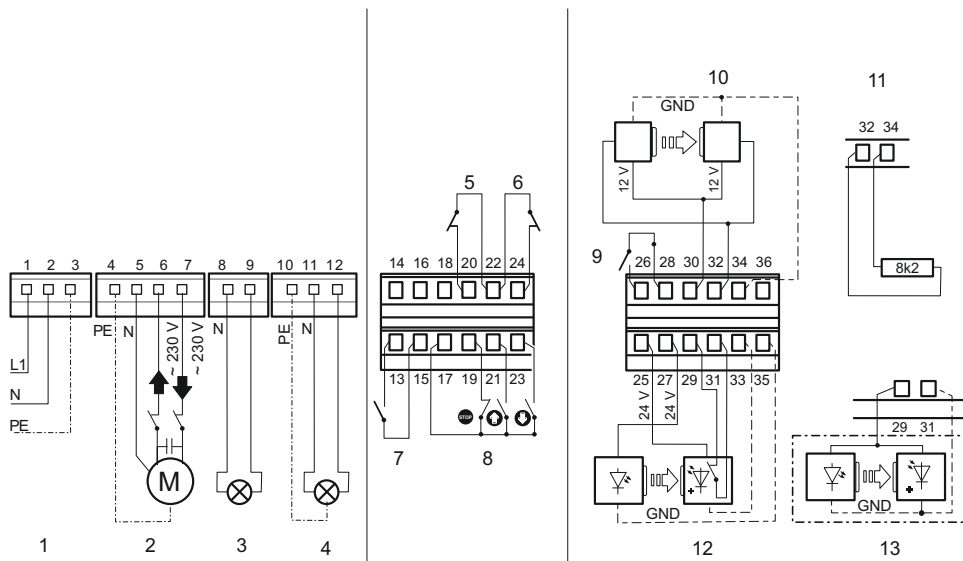 10
11
GND
32 34
12 V
12 V
5
6
8k2
1 2 3
4 5 6 7
8 9
10 11 12
14 16 18 20 22 24
9
26 28 30 32 34 36
PE
N
~ 230 V
~ 230 V
N
PE
N
L1
N
PE
13 15 17 19 21 23
25 27 29 31 33 35
24 V
24 V
STOP
29 31
7
8
M
GND
GND
1
2
3
4
12
13